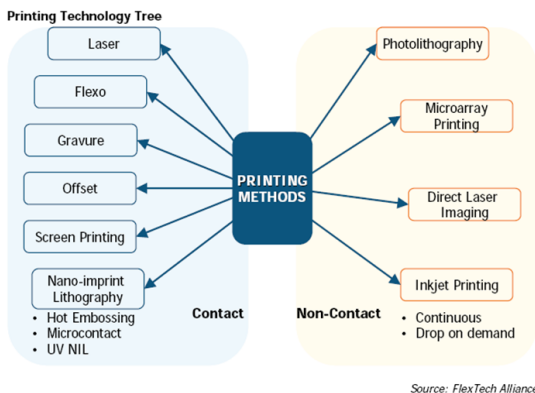 Printing Technology Tree
Laser
Flexo
Gravure
Offset
Screen Printing
Nano-imprint
Lithography
• Hot Embossing
• Microcontact
• UV NIL
Contact
PRINTING
METHODS
Non-Contact
Photolithography
Microarray
Printing
Direct Laser
Imaging
Inkjet Printing
• Continuous
• Drop on demand
Source: FlexTech Alliance